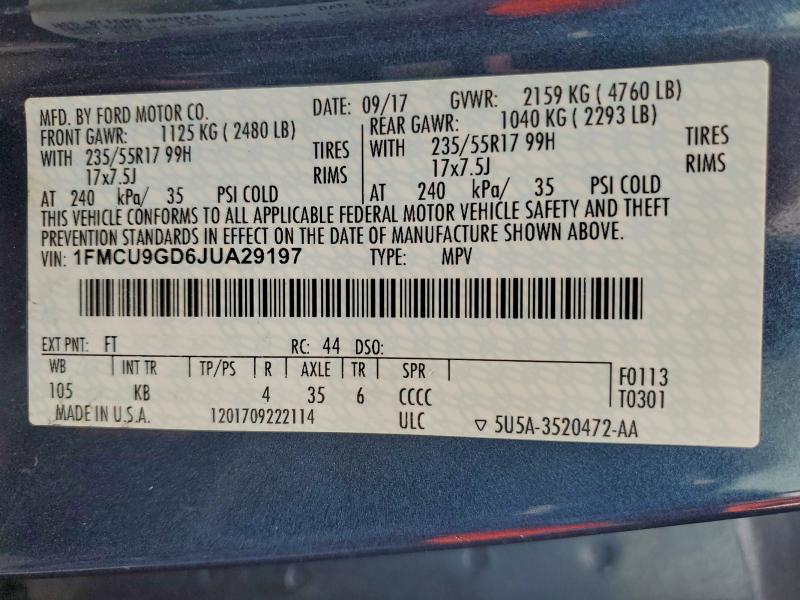 MFD. BY FORD MOTOR CO. DATE: 09/17 GVWR: 2159 KG ( 4760 LB)
FRONT GAWR: 1125 KG ( 2480 LB) REAR GAWR: 1040 KG ( 2293 LB)
WITH 235/55R17 99H TIRES WITH 235/55R17 99H TIRES
17x7.5J RIMS 17x7.5J RIMS
AT 240 kPa/ 35 PSI COLD AT 240 kPa/ 35 PSI COLD
THIS VEHICLE CONFORMS TO ALL APPLICABLE FEDERAL MOTOR VEHICLE SAFETY AND THEFT
PREVENTION STANDARDS IN EFFECT ON THE DATE OF MANUFACTURE SHOWN ABOVE.
VIN: 1FMCU9GD6JUA29197 TYPE: MPV
EXT PNT: FT RC: 44 DSO:
WB INT TR TP/PS R AXLE TR SPR
105 KB 4 35 6 CCCC
F0113
T0301
MADE IN U.S.A. 1201709222114 ULC ▽ 5U5A-3520472-AA